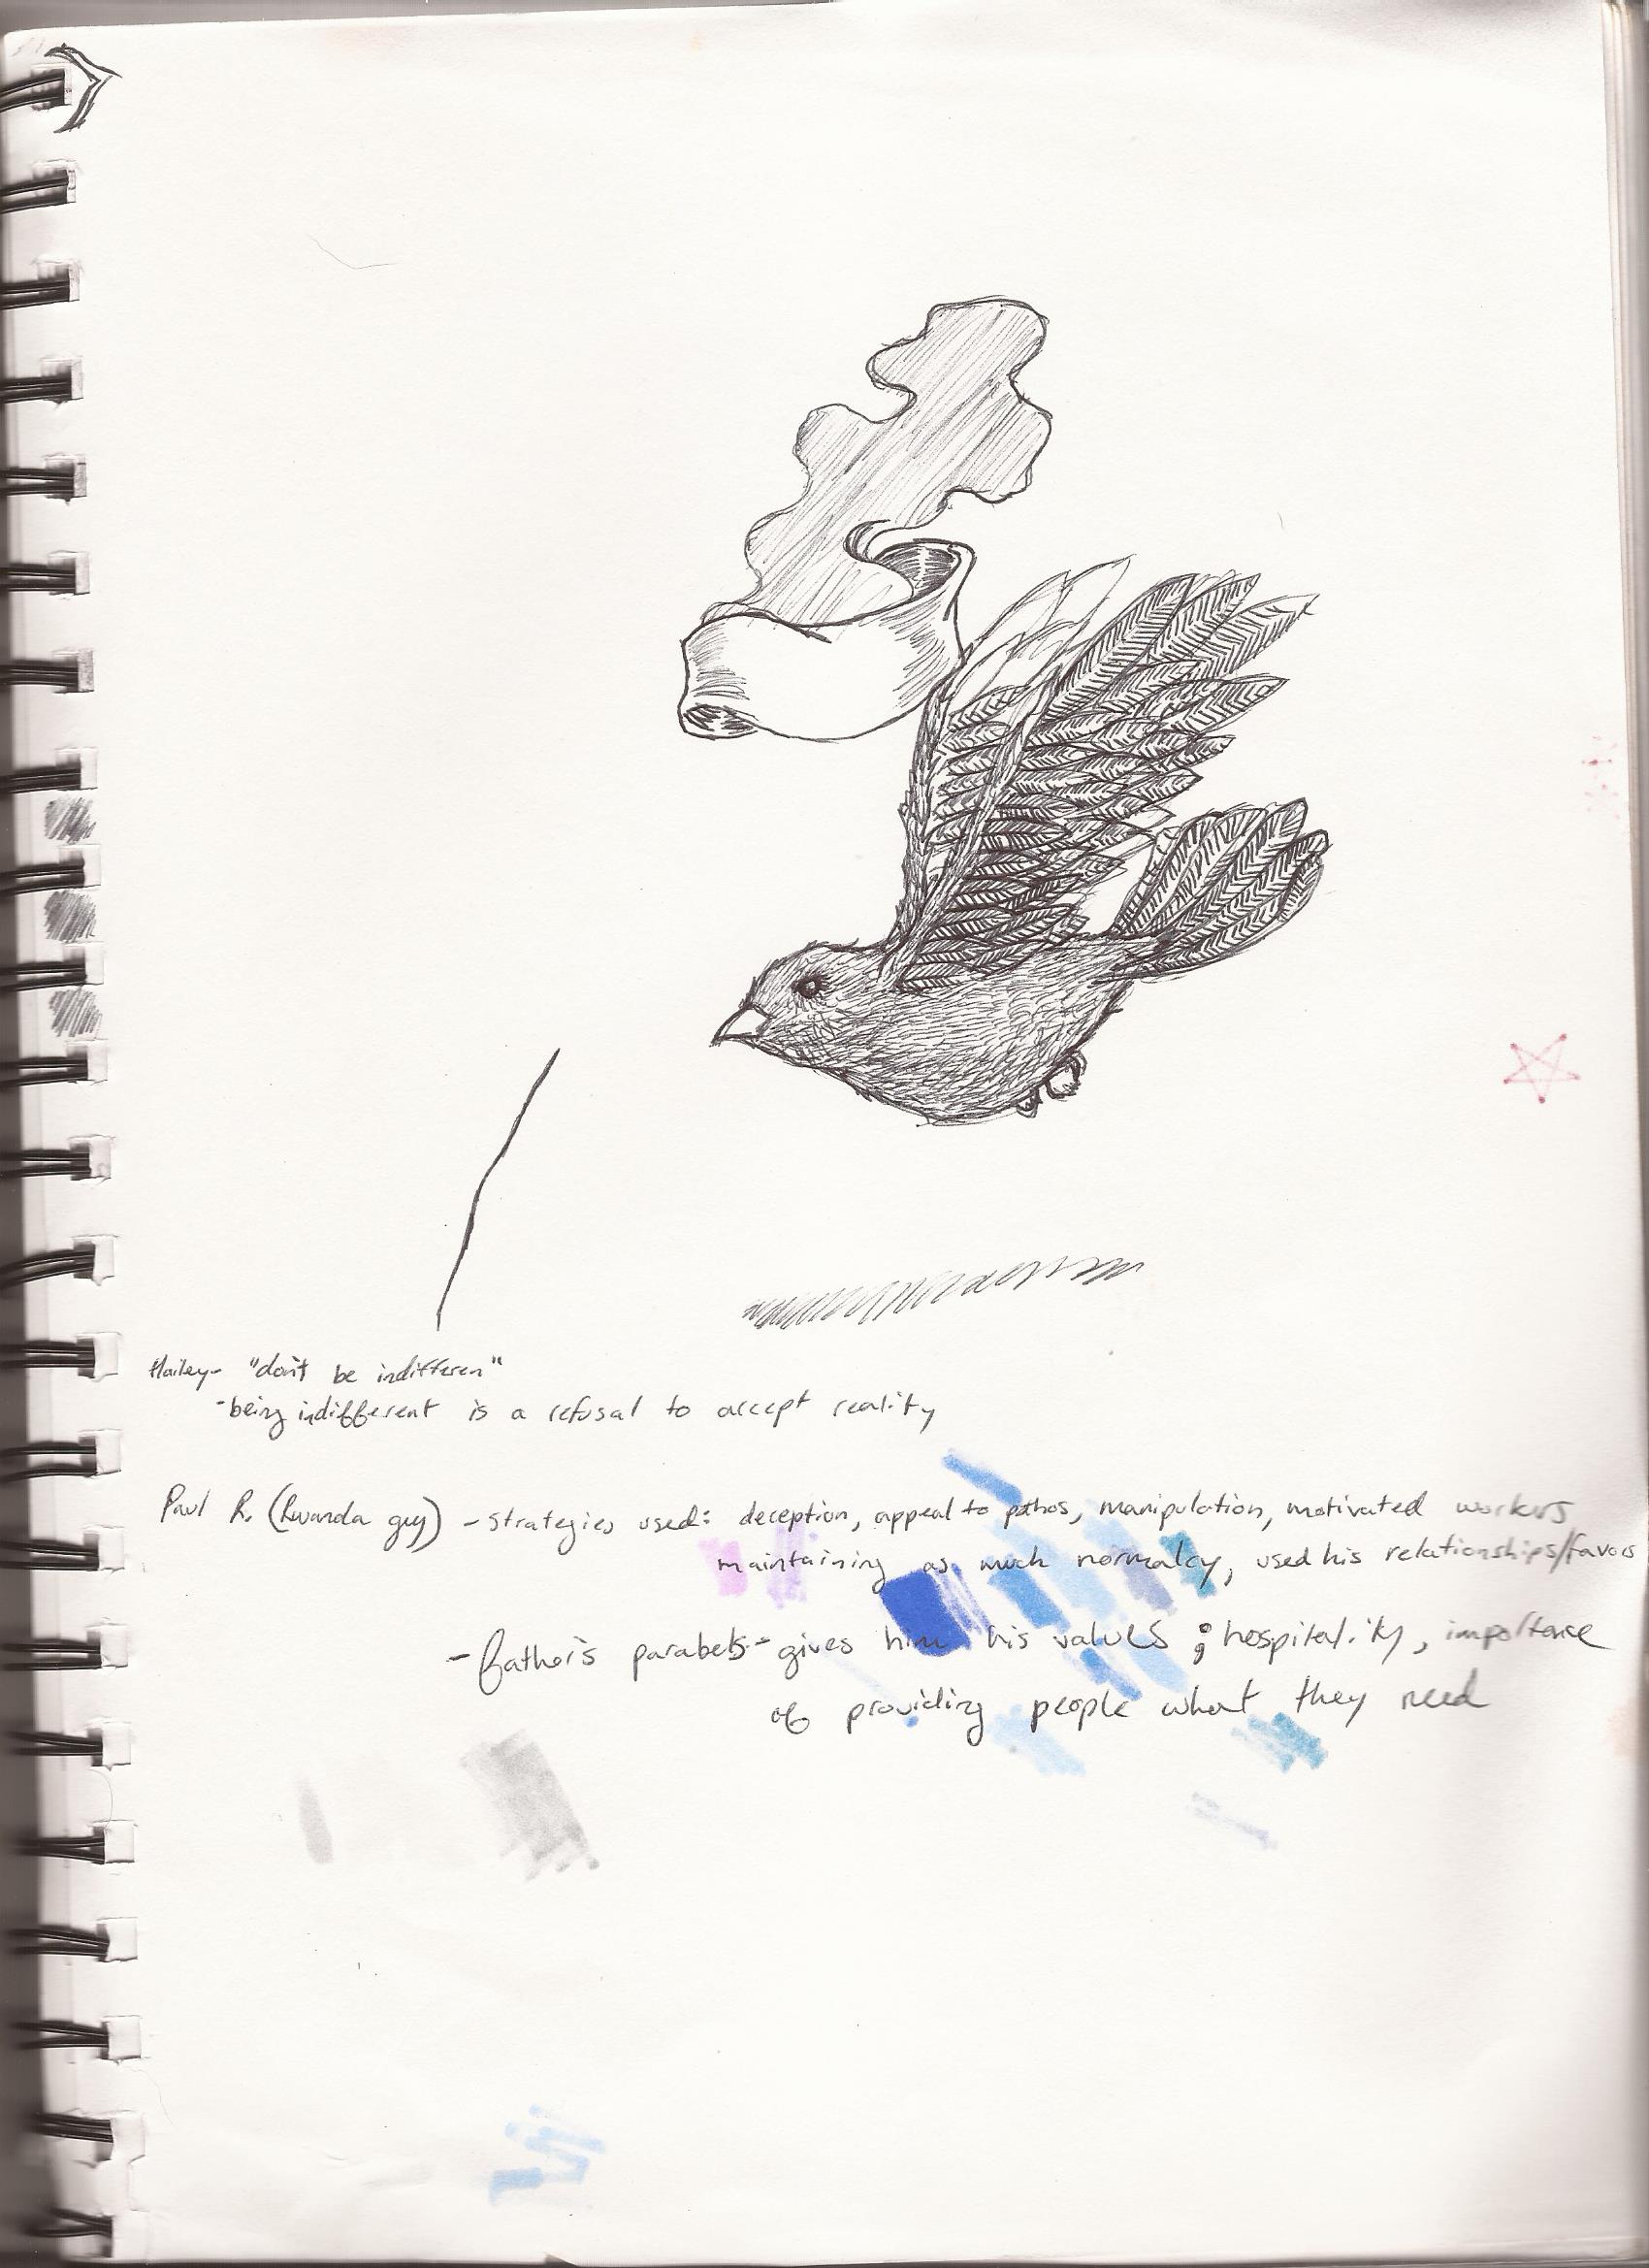 Hailey- "don't be indifferen"
-being indifferent is a refusal to accept reality
Paul R. (Rwanda guy) - strategies used: deception, appeal to pathos, manipulation, motivated workers
maintaining as much normalcy, used his relationships/favors
- father's parabels - gives him his values ; hospitality, importance
of providing people what they need